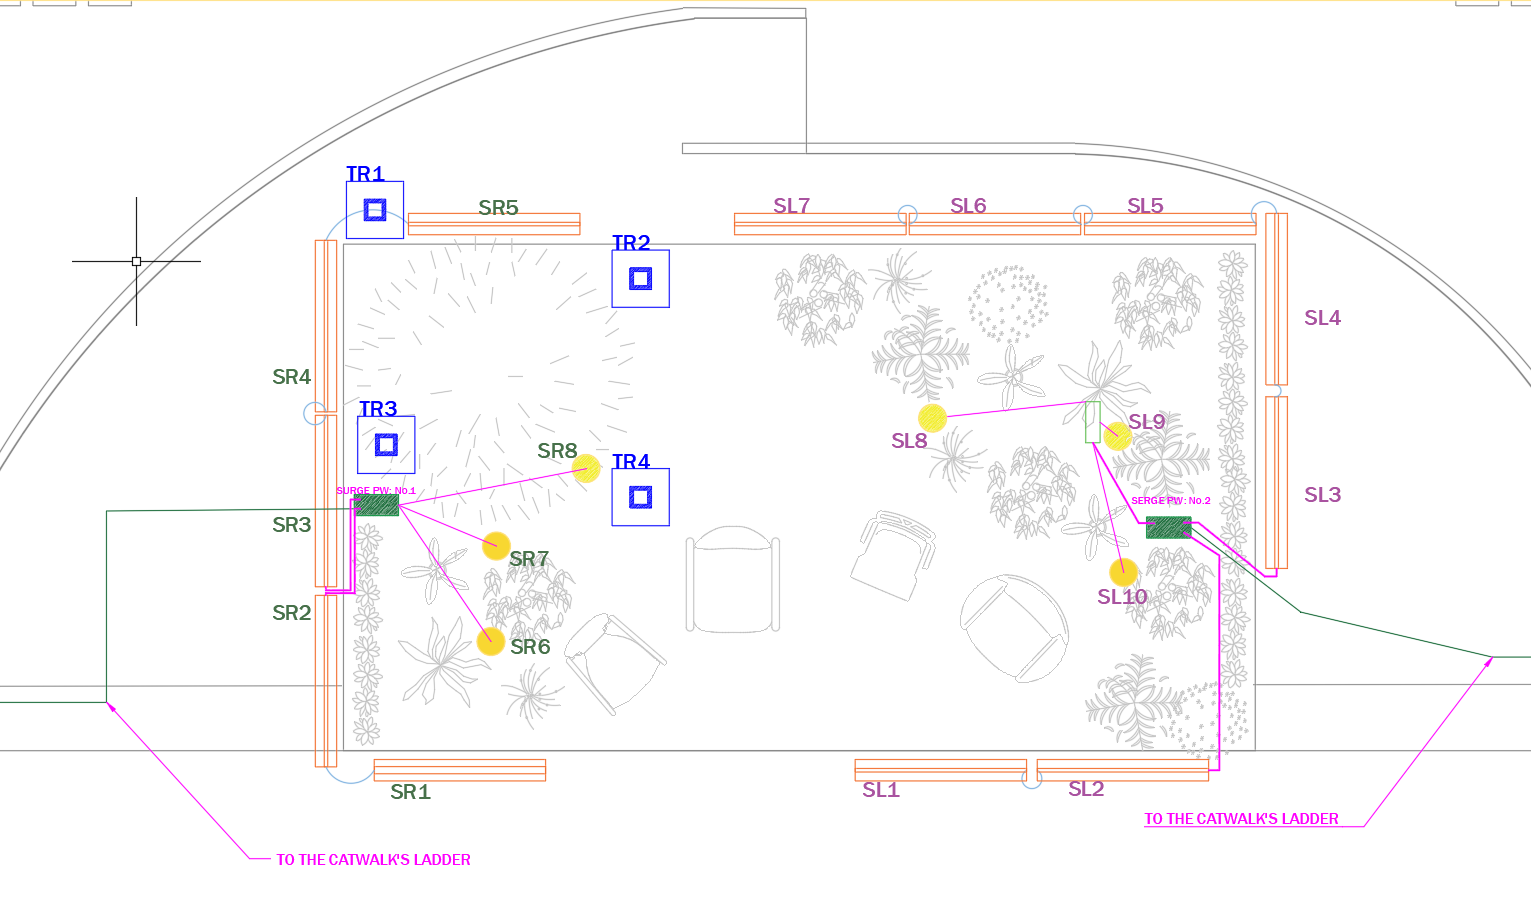 TR1
SR5
SL7
SL6
SL5
TR2
SL4
SR4
TR3
SL9
SL8
SR8
TR4
SURGE PW: No.1
SL3
SERGE PW: No.2
SR3
SR7
SL10
SR2
SR6
SR1
SL1
SL2
TO THE CATWALK'S LADDER
TO THE CATWALK'S LADDER